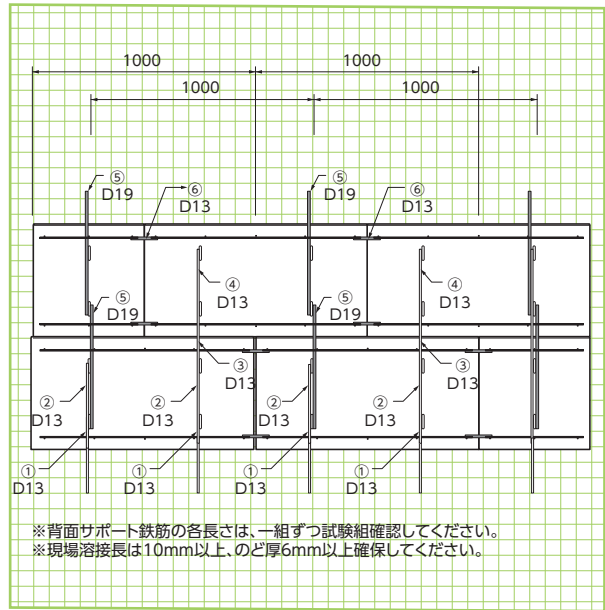 1000 1000
1000 1000
⑤ ⑥ ⑤ ⑥
D19 D13 D19 D13
④ ④
D13 D13
⑤ ⑤
D19 D19
③ ③
D13 D13
② ② ② ②
D13 D13 D13 D13
① ① ① ①
D13 D13 D13 D13
※背面サポート鉄筋の各長さは、一組ずつ試験組確認してください。
※現場溶接長は10mm以上、のど厚6mm以上確保してください。